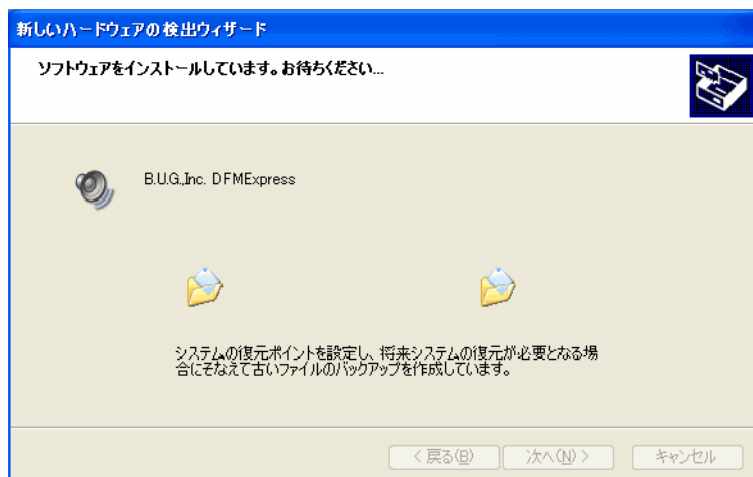 新しいハードウェアの検出ウィザード
ソフトウェアをインストールしています。お待ちください...
B.U.G.,Inc. DFMExpress
システムの復元ポイントを設定し、将来システムの復元が必要となる場
合にそなえて古いファイルのバックアップを作成しています。
< 戻る(B) 次へ(N) > キャンセル